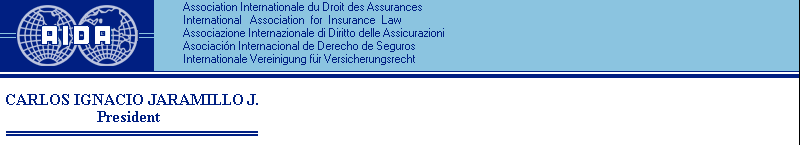 AIDA
Association Internationale du Droit des Assurances
International Association for Insurance Law
Associazione Internazionale di Diritto delle Assicurazioni
Asociación Internacional de Derecho de Seguros
Internationale Vereinigung für Versicherungsrecht
CARLOS IGNACIO JARAMILLO J.
President